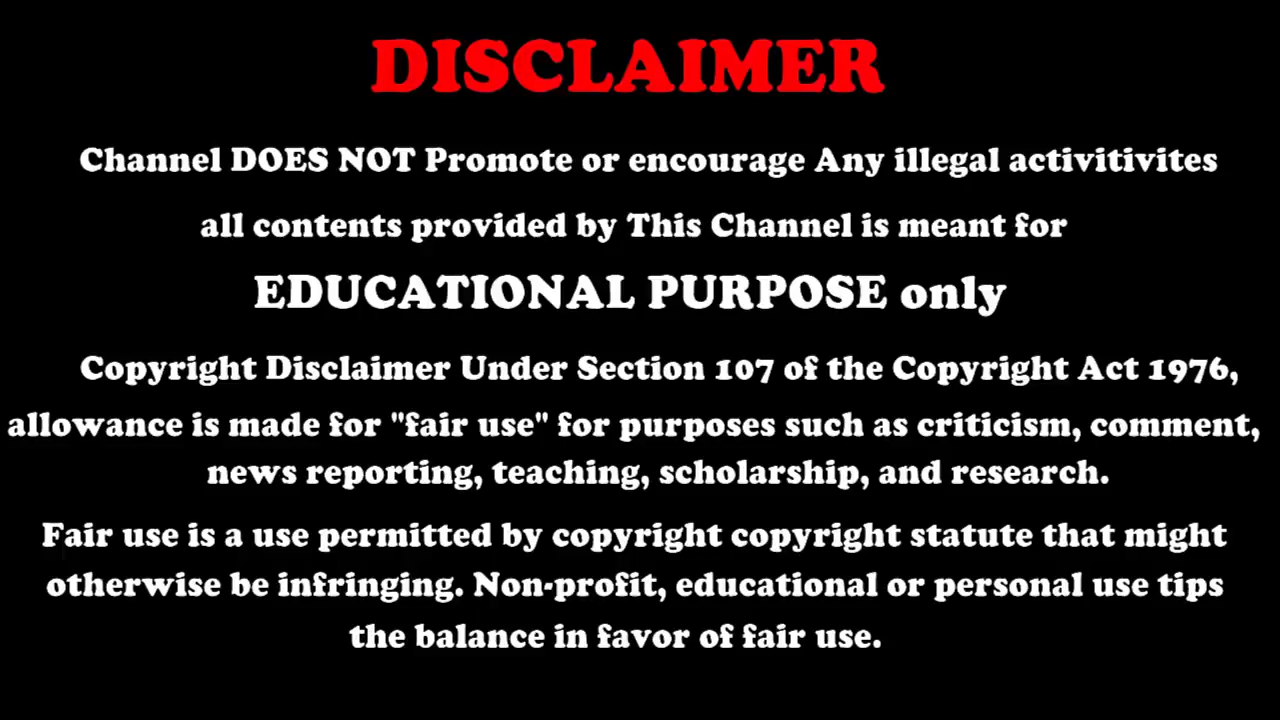 DISCLAIMER
Channel DOES NOT Promote or encourage Any illegal activitivites
all contents provided by This Channel is meant for
EDUCATIONAL PURPOSE only
Copyright Disclaimer Under Section 107 of the Copyright Act 1976,
allowance is made for "fair use" for purposes such as criticism, comment,
news reporting, teaching, scholarship, and research.
Fair use is a use permitted by copyright copyright statute that might
otherwise be infringing. Non-profit, educational or personal use tips
the balance in favor of fair use.